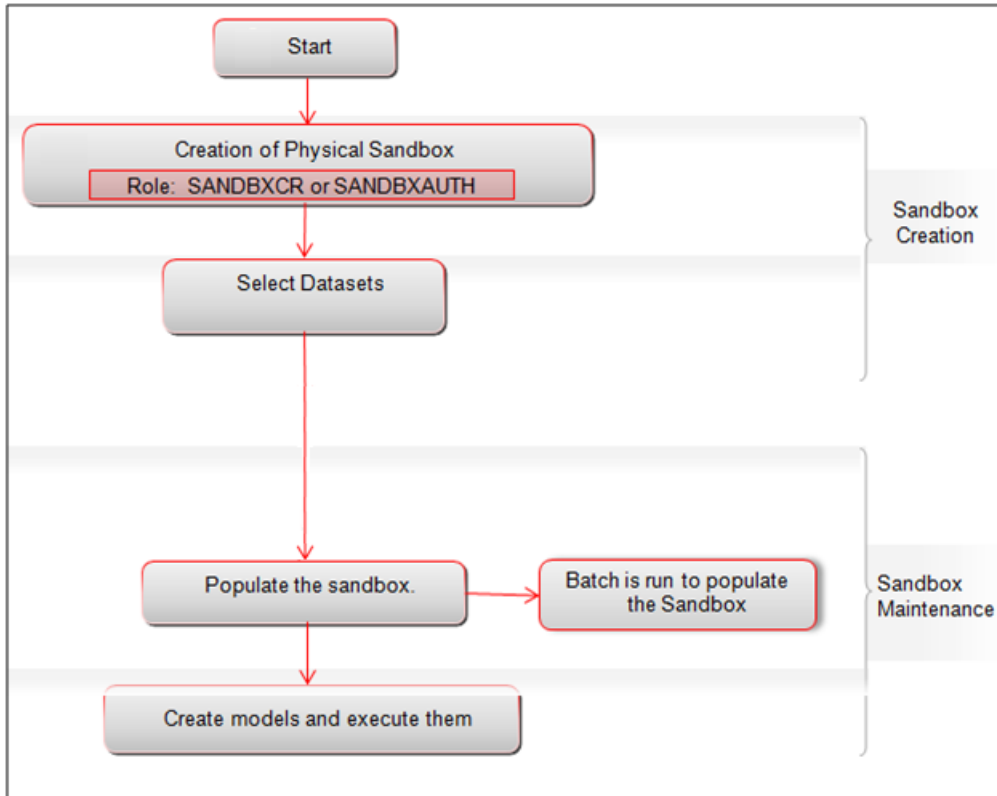 Start
Creation of Physical Sandbox
Role: SANDBXCR or SANDBXAUTH
Sandbox
Creation
Select Datasets
Populate the sandbox.
Batch is run to populate
the Sandbox
Sandbox
Maintenance
Create models and execute them